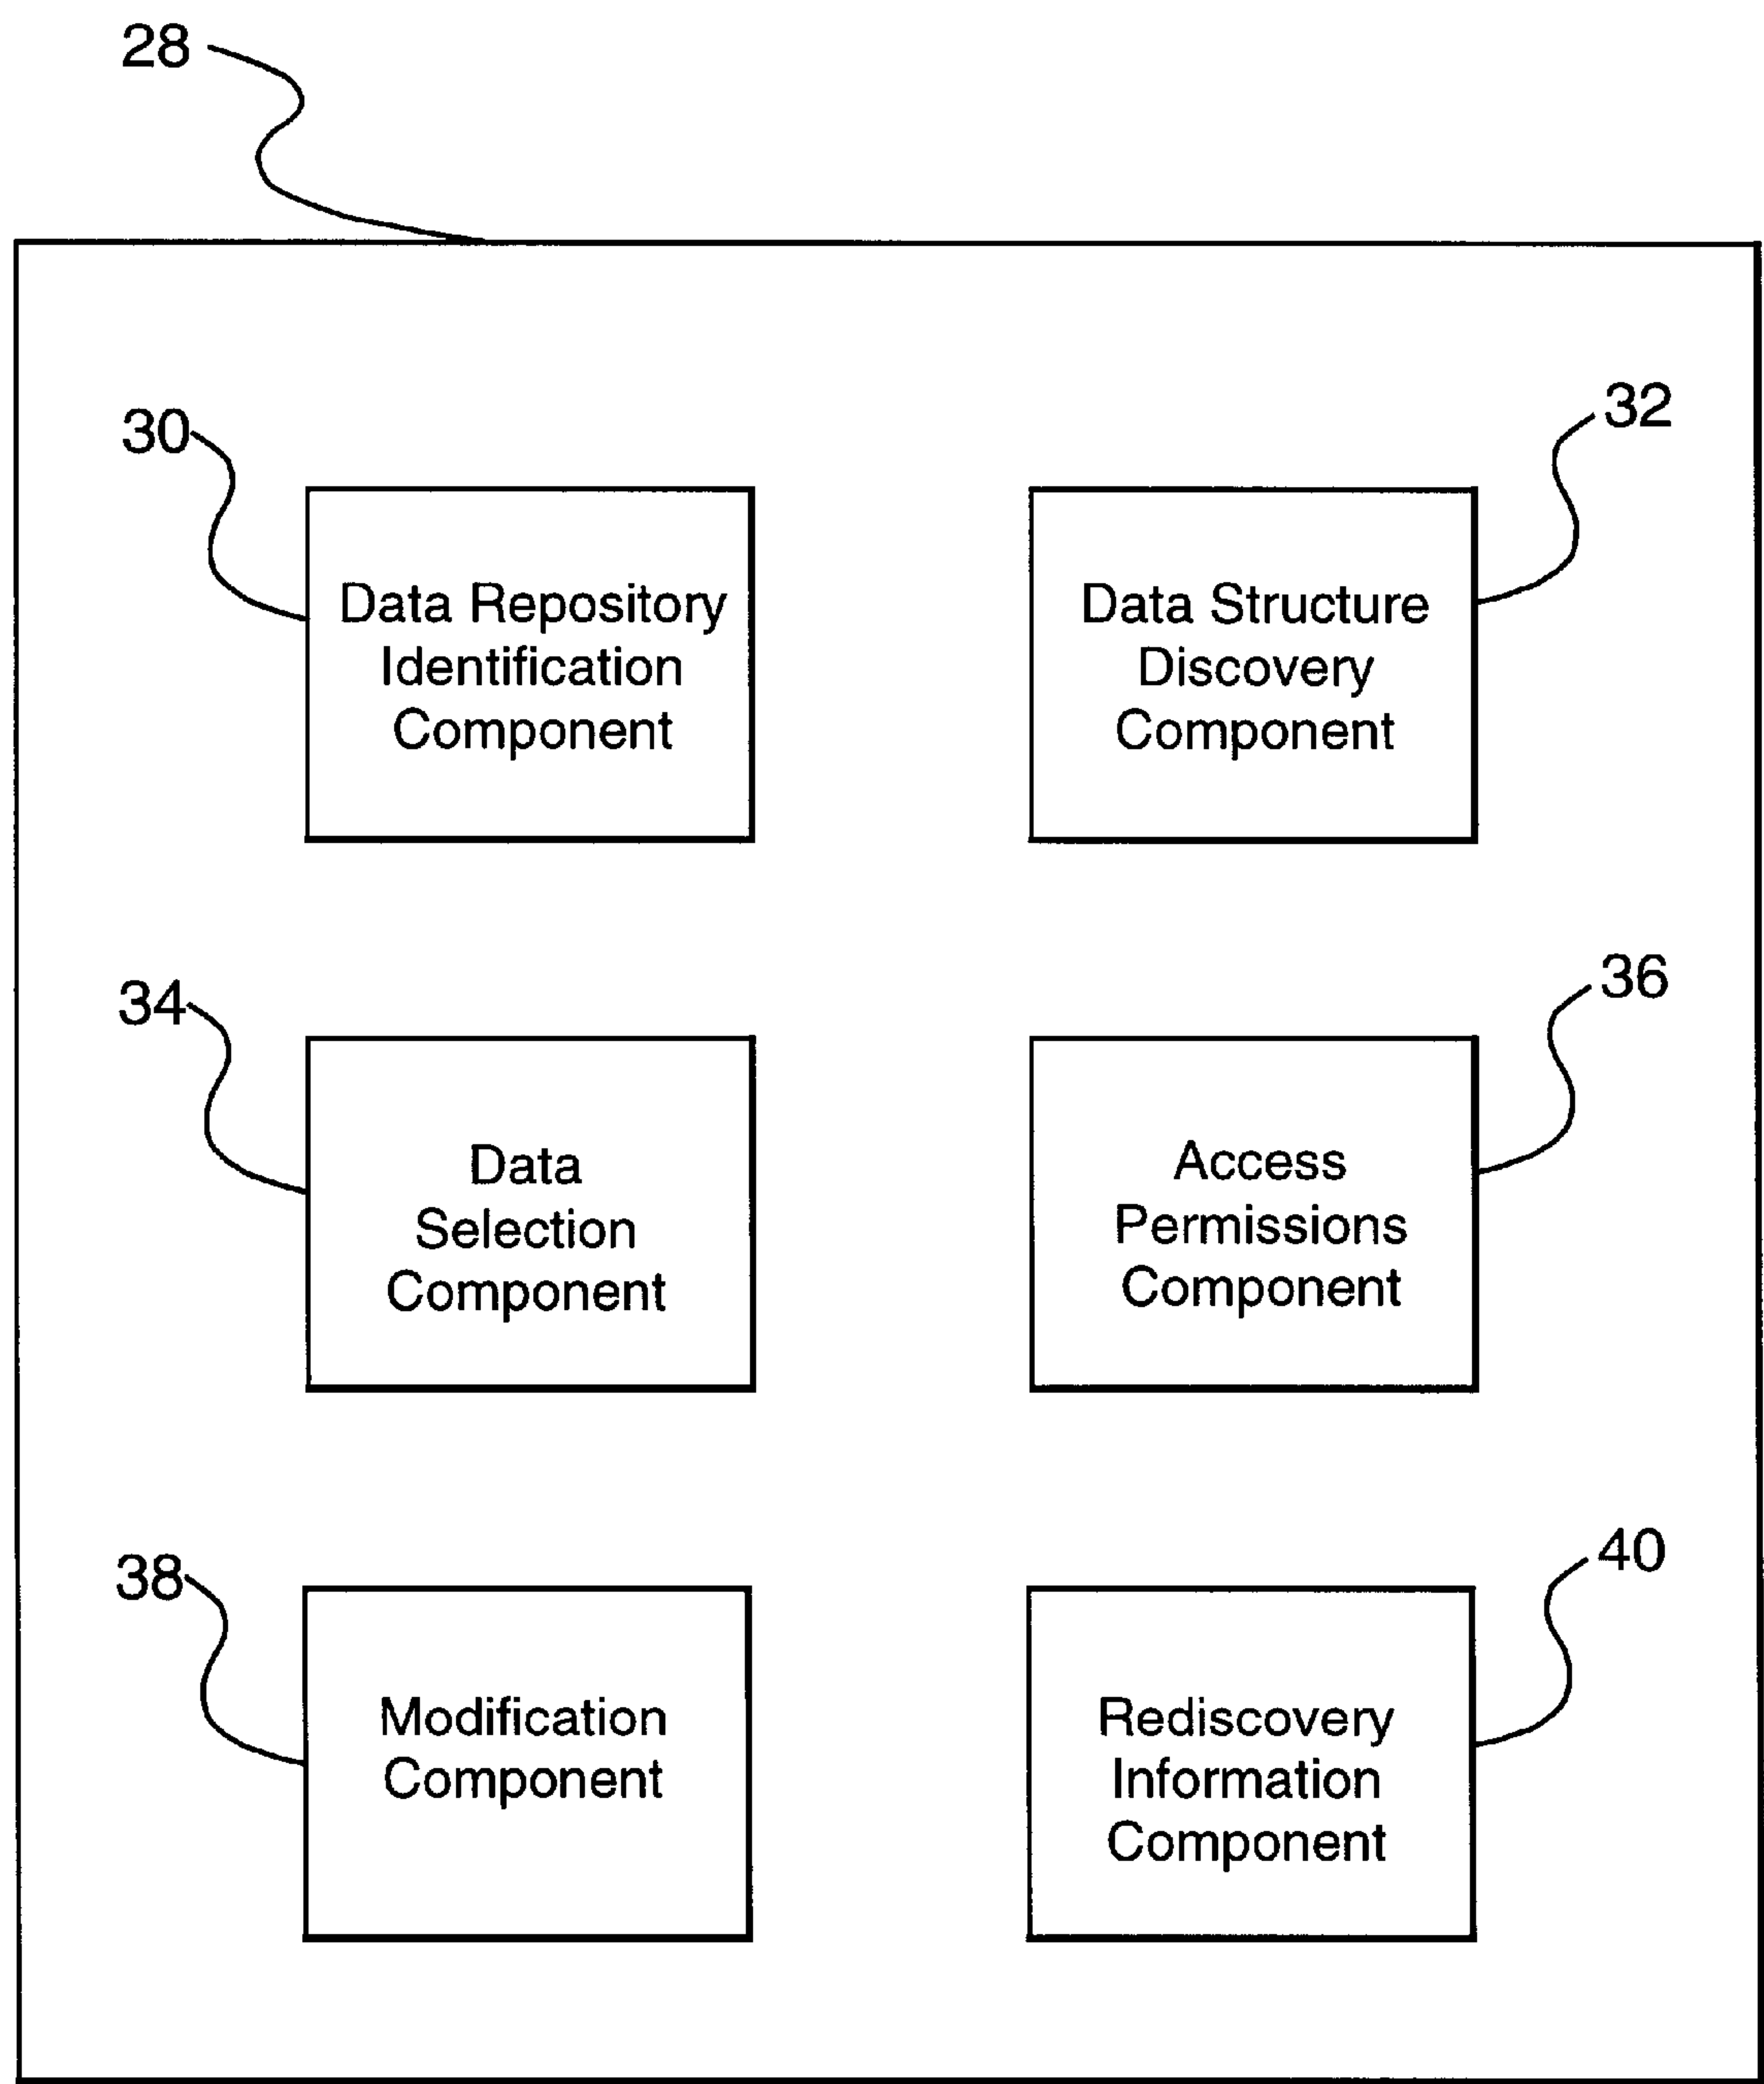 28
30
32
Data Repository
Identification
Component
Data Structure
Discovery
Component
34
36
Data
Selection
Component
Access
Permissions
Component
38
40
Modification
Component
Rediscovery
Information
Component